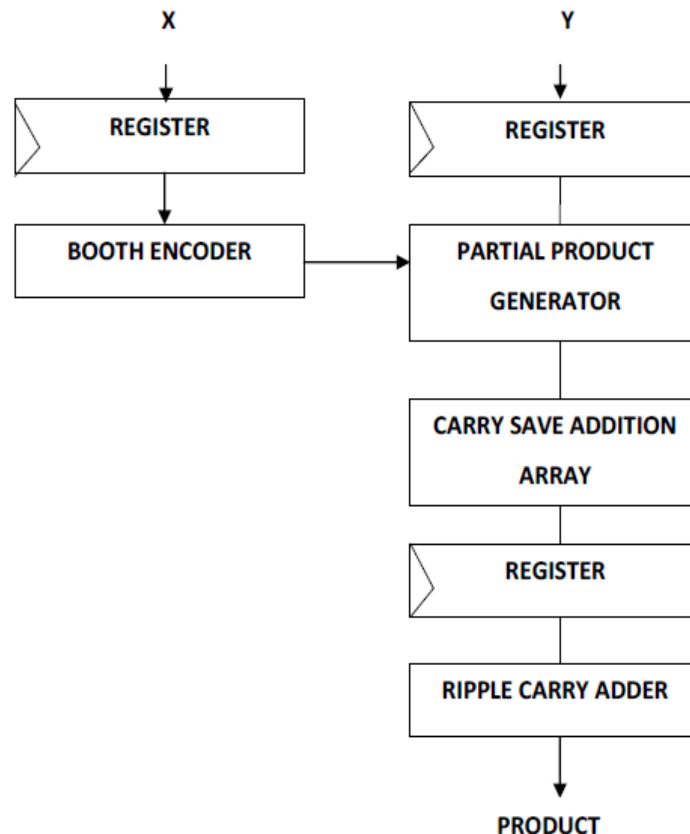 X
Y
REGISTER
REGISTER
BOOTH ENCODER
PARTIAL PRODUCT
GENERATOR
CARRY SAVE ADDITION
ARRAY
REGISTER
RIPPLE CARRY ADDER
PRODUCT